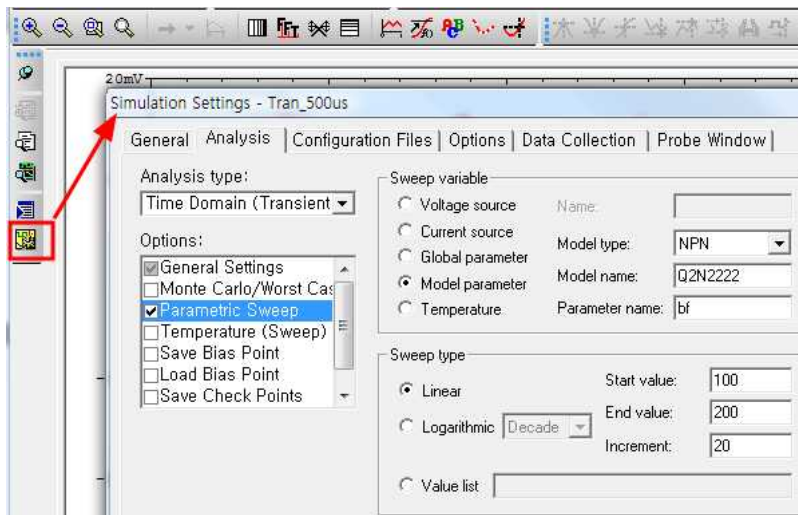 FFT
20mV
Simulation Settings - Tran_500us
General
Analysis
Configuration Files
Options
Data Collection
Probe Window
Analysis type:
Time Domain (Transient
Options:
General Settings
Monte Carlo/Worst Cas
Parametric Sweep
Temperature (Sweep)
Save Bias Point
Load Bias Point
Save Check Points
Sweep variable
Voltage source
Current source
Global parameter
Model parameter
Temperature
Name:
Model type:
NPN
Model name:
Q2N2222
Parameter name:
bf
Sweep type
Linear
Logarithmic
Decade
Value list
Start value:
100
End value:
200
Increment:
20